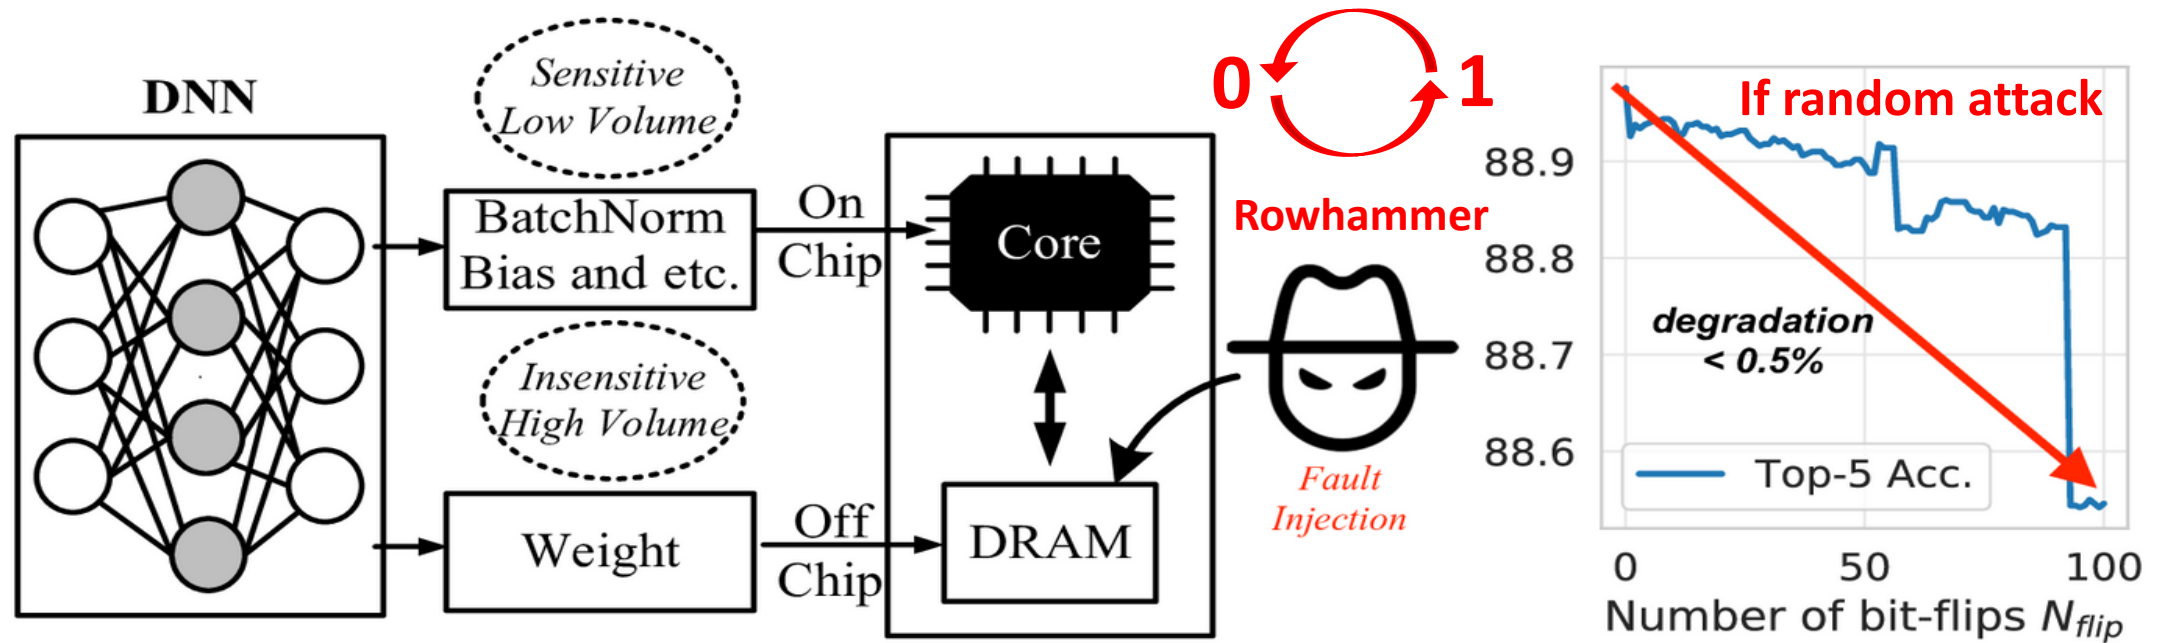 DNN
Sensitive
Low Volume
BatchNorm
Bias and etc.
On
Chip
Insensitive
High Volume
Weight
Off
Chip
Core
DRAM
0
1
Rowhammer
Fault
Injection
If random attack
88.9
88.8
88.7
88.6
degradation
< 0.5%
Top-5 Acc.
0 50 100
Number of bit-flips N_flip